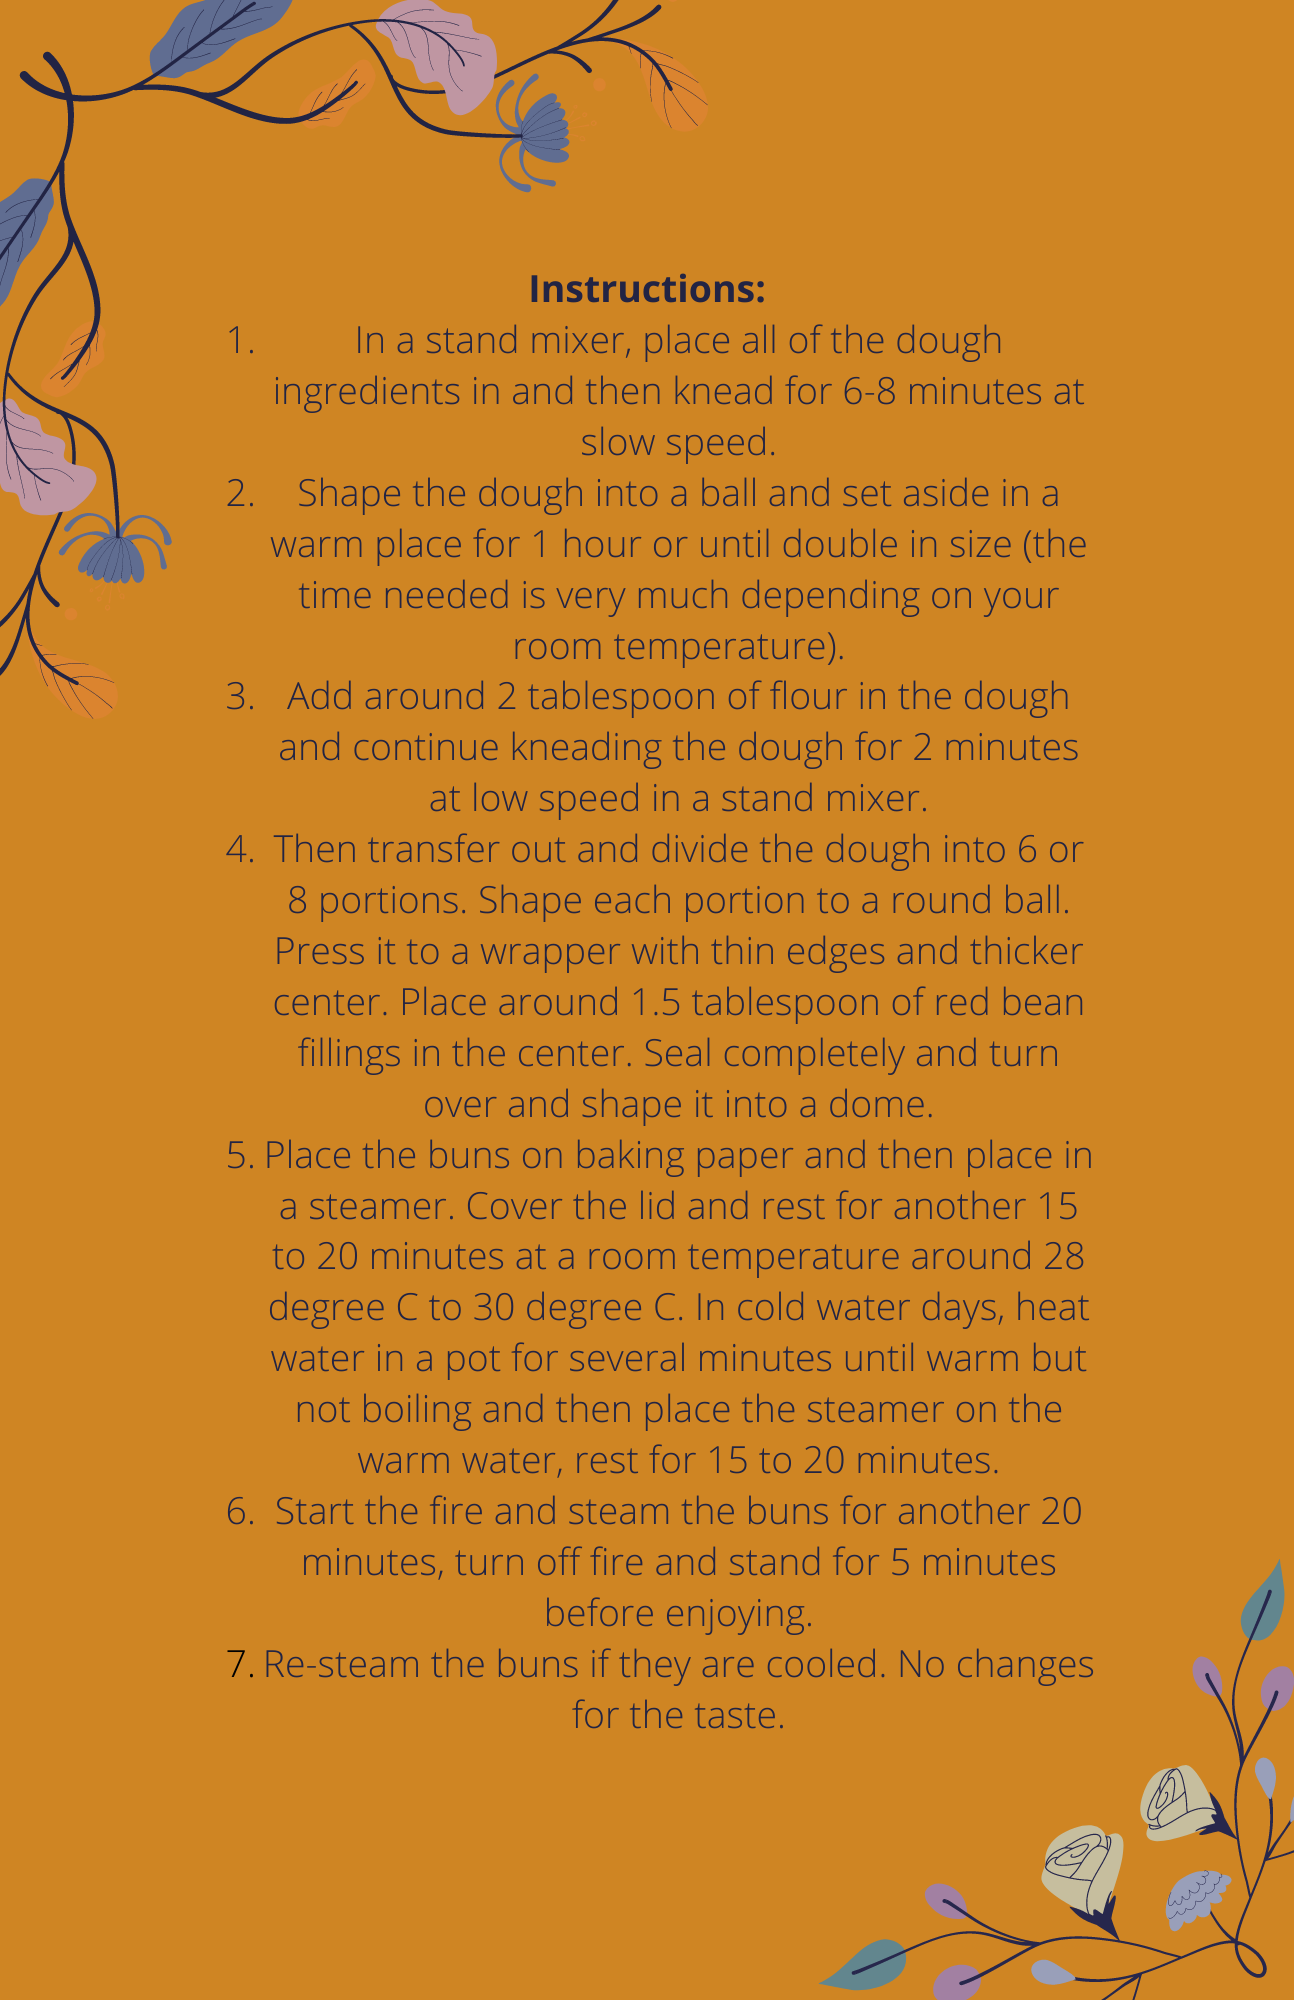 Instructions:
1. In a stand mixer, place all of the dough
ingredients in and then knead for 6-8 minutes at
slow speed.
2. Shape the dough into a ball and set aside in a
warm place for 1 hour or until double in size (the
time needed is very much depending on your
room temperature).
3. Add around 2 tablespoon of flour in the dough
and continue kneading the dough for 2 minutes
at low speed in a stand mixer.
4. Then transfer out and divide the dough into 6 or
8 portions. Shape each portion to a round ball.
Press it to a wrapper with thin edges and thicker
center. Place around 1.5 tablespoon of red bean
fillings in the center. Seal completely and turn
over and shape it into a dome.
5. Place the buns on baking paper and then place in
a steamer. Cover the lid and rest for another 15
to 20 minutes at a room temperature around 28
degree C to 30 degree C. In cold water days, heat
water in a pot for several minutes until warm but
not boiling and then place the steamer on the
warm water, rest for 15 to 20 minutes.
6. Start the fire and steam the buns for another 20
minutes, turn off fire and stand for 5 minutes
before enjoying.
7. Re-steam the buns if they are cooled. No changes
for the taste.